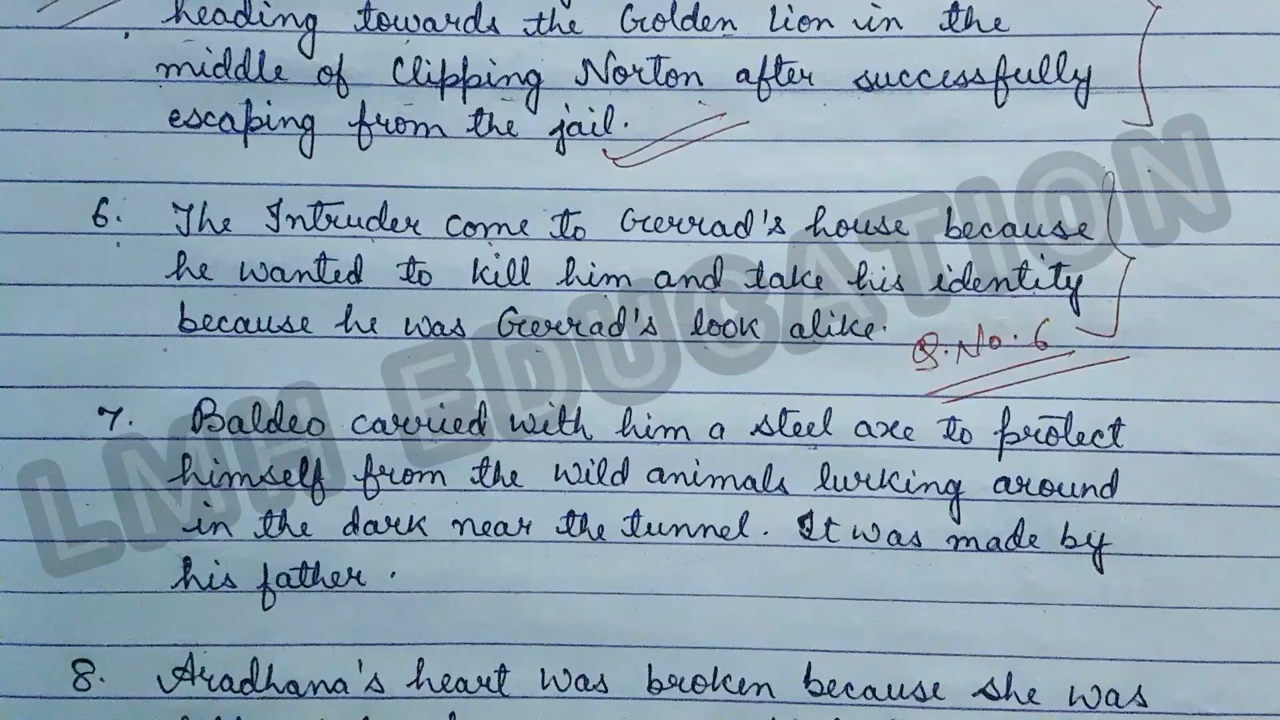 heading towards the Golden Lion in the
middle of Clipping Norton after successfully
escaping from the jail.
6. The Intruder come to Gerrad's house because
he wanted to kill him and take his identity
because he was Gerrad's look alike.
Q.No.6
7. Baldeo carried with him a steel axe to protect
himself from the wild animals lurking around
in the dark near the tunnel. It was made by
his father.
8. Aradhana's heart was broken because she was
LMH EDUCATION